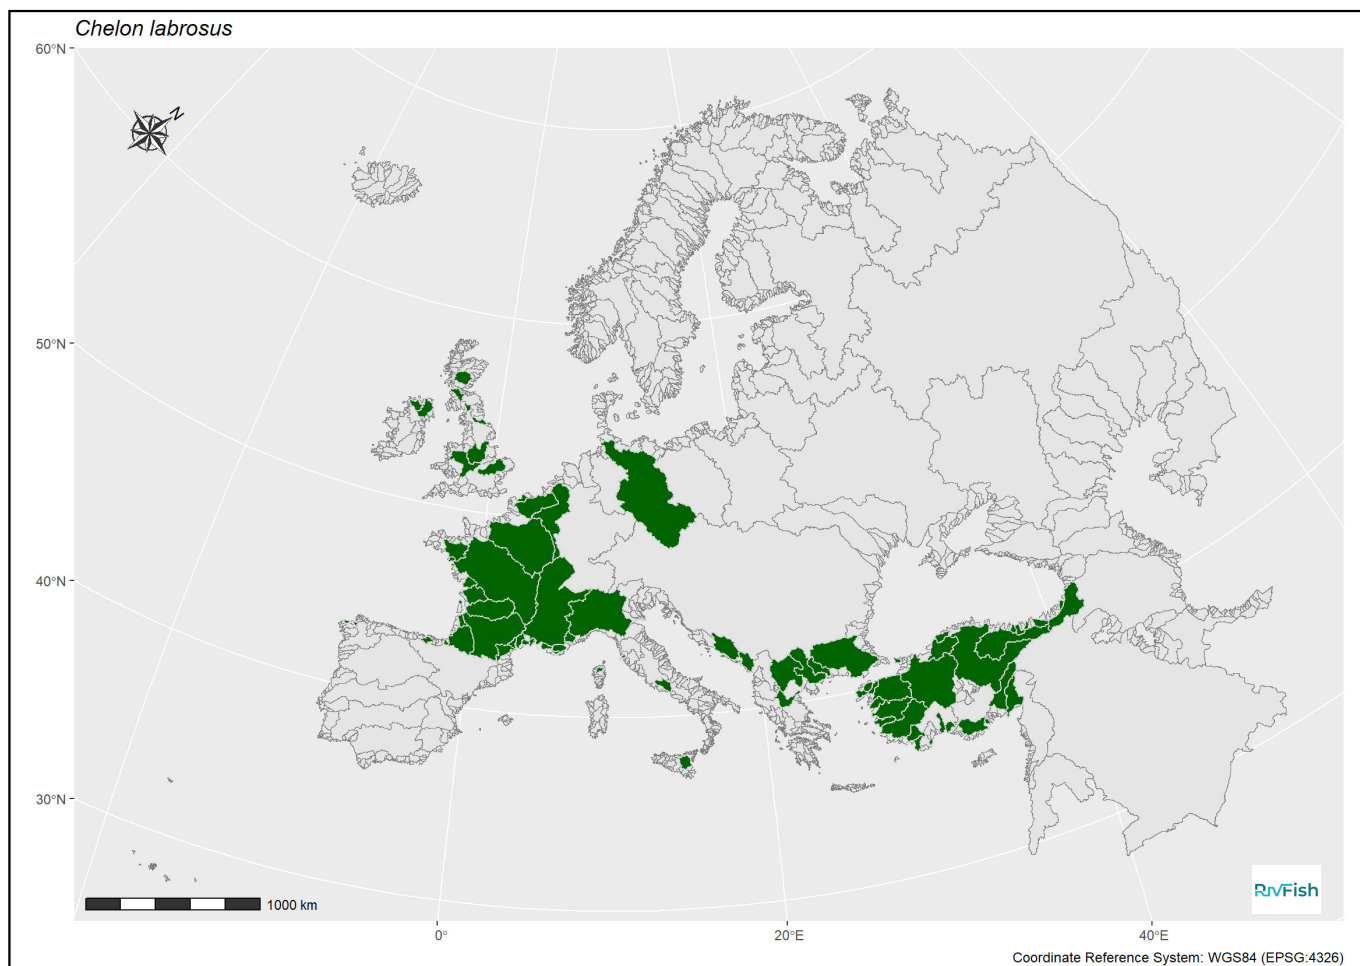 Chelon labrosus
60°N
N
50°N
40°N
30°N
1000 km
RIVFISH
0°
20°E
40°E
Coordinate Reference System: WGS84 (EPSG:4326)